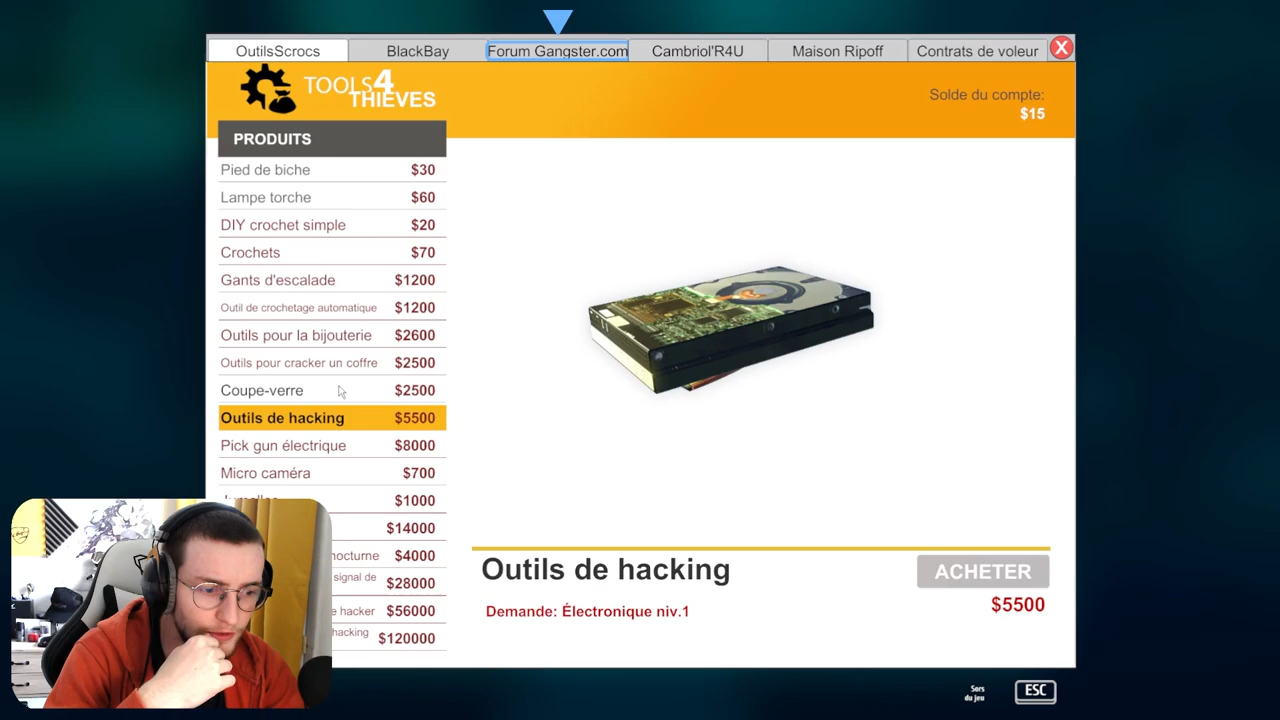 OutilsScrocs
BlackBay
Forum Gangster.com
Cambriol'R4U
Maison Ripoff
Contrats de voleur
X
TOOLS4
THIEVES
Solde du compte:
$15
PRODUITS
Pied de biche $30
Lampe torche $60
DIY crochet simple $20
Crochets $70
Gants d'escalade $1200
Outil de crochetage automatique $1200
Outils pour la bijouterie $2600
Outils pour cracker un coffre $2500
Coupe-verre $2500
Outils de hacking $5500
Pick gun électrique $8000
Micro caméra $700
$1000
$14000
nocturne $4000
signal de
$28000
hacker $56000
hacking
$120000
Outils de hacking
ACHETER
Demande: Électronique niv.1
$5500
Sors
du jeu
ESC